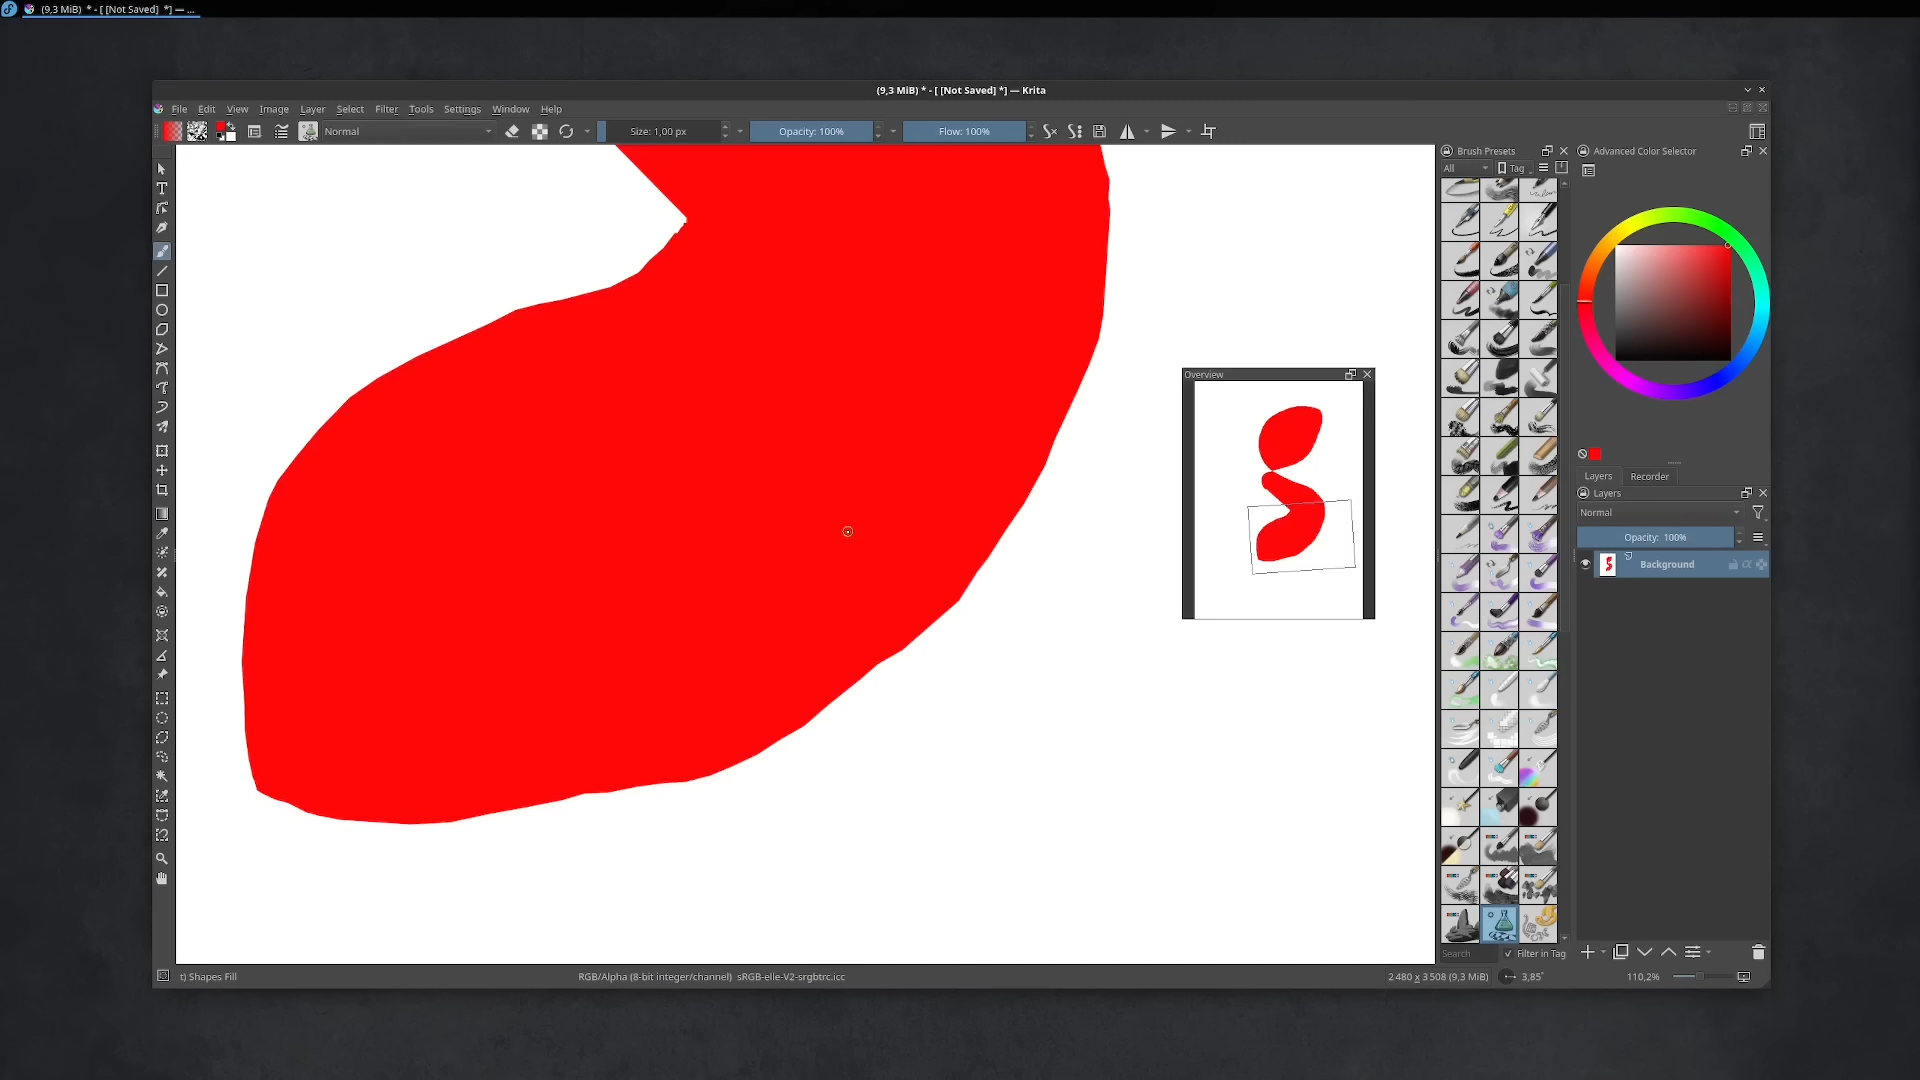 (9,3 MiB)  * - [ [Not Saved]  *] — ...
(9,3 MiB) * - [ [Not Saved] *] — Krita
File Edit View Image Layer Select Filter Tools Settings Window Help
Normal
Size: 1,00 px
Opacity: 100%
Flow: 100%
Brush Presets
All
Tag
Advanced Color Selector
Overview
Layers
Recorder
Layers
Normal
Opacity:  100%
Background
Search
Filter in Tag
t) Shapes Fill
RGB/Alpha (8-bit integer/channel)  sRGB-elle-V2-srgbtrc.icc
2 480 x 3 508 (9,3 MiB)
3,85°
110,2%